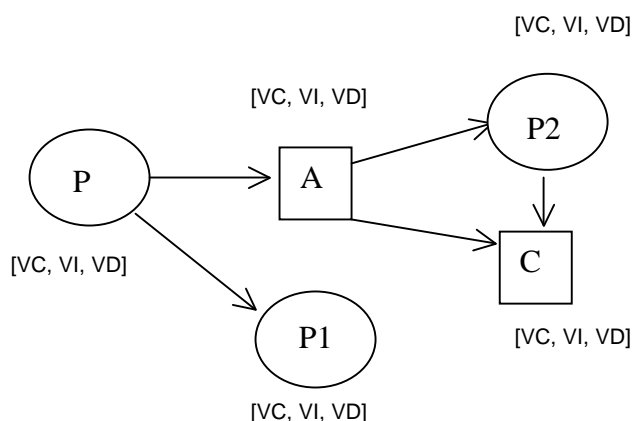 [VC, VI, VD]
[VC, VI, VD]
P2
A
P
C
[VC, VI, VD]
P1
[VC, VI, VD]
[VC, VI, VD]